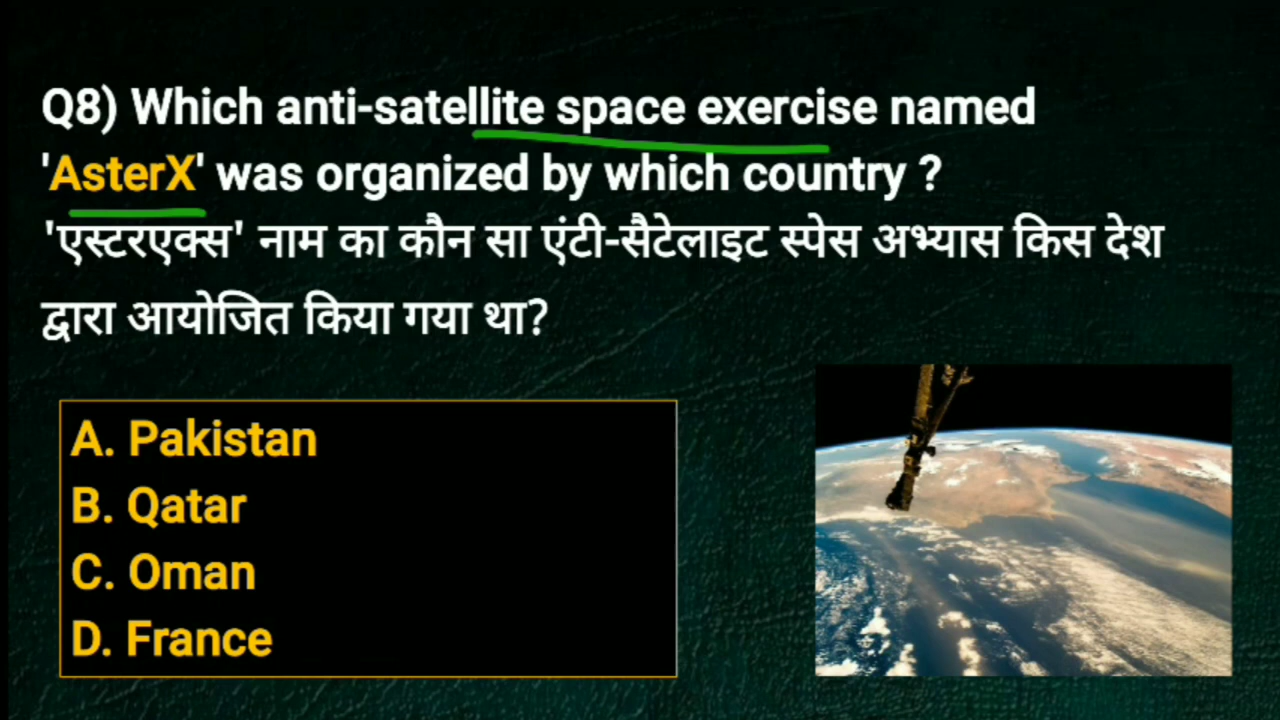 Q8) Which anti-satellite space exercise named
'AsterX' was organized by which country ?
'एस्टरएक्स' नाम का कौन सा एंटी-सैटेलाइट स्पेस अभ्यास किस देश
द्वारा आयोजित किया गया था?
A. Pakistan
B. Qatar
C. Oman
D. France